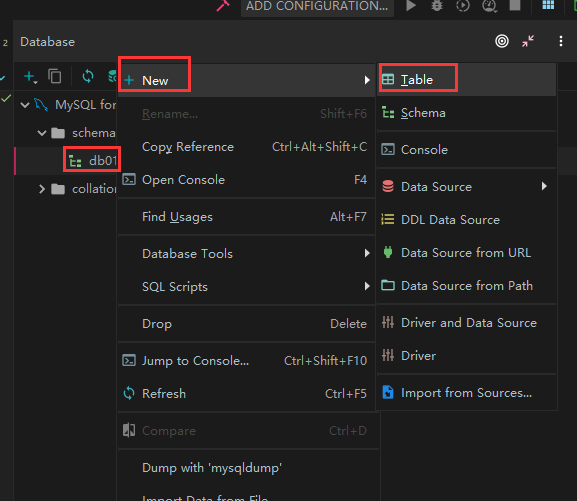 ADD CONFIGURATION...
2
Database
MySQL for
schema
db01
collation
New
Rename... Shift+F6
Copy Reference Ctrl+Alt+Shift+C
Open Console F4
Find Usages Alt+F7
Database Tools
SQL Scripts
Drop Delete
Jump to Console... Ctrl+Shift+F10
Refresh Ctrl+F5
Compare Ctrl+D
Dump with 'mysqldump'
Import Data from File
Table
Schema
Console
Data Source
DDL Data Source
Data Source from URL
Data Source from Path
Driver and Data Source
Driver
Import from Sources...